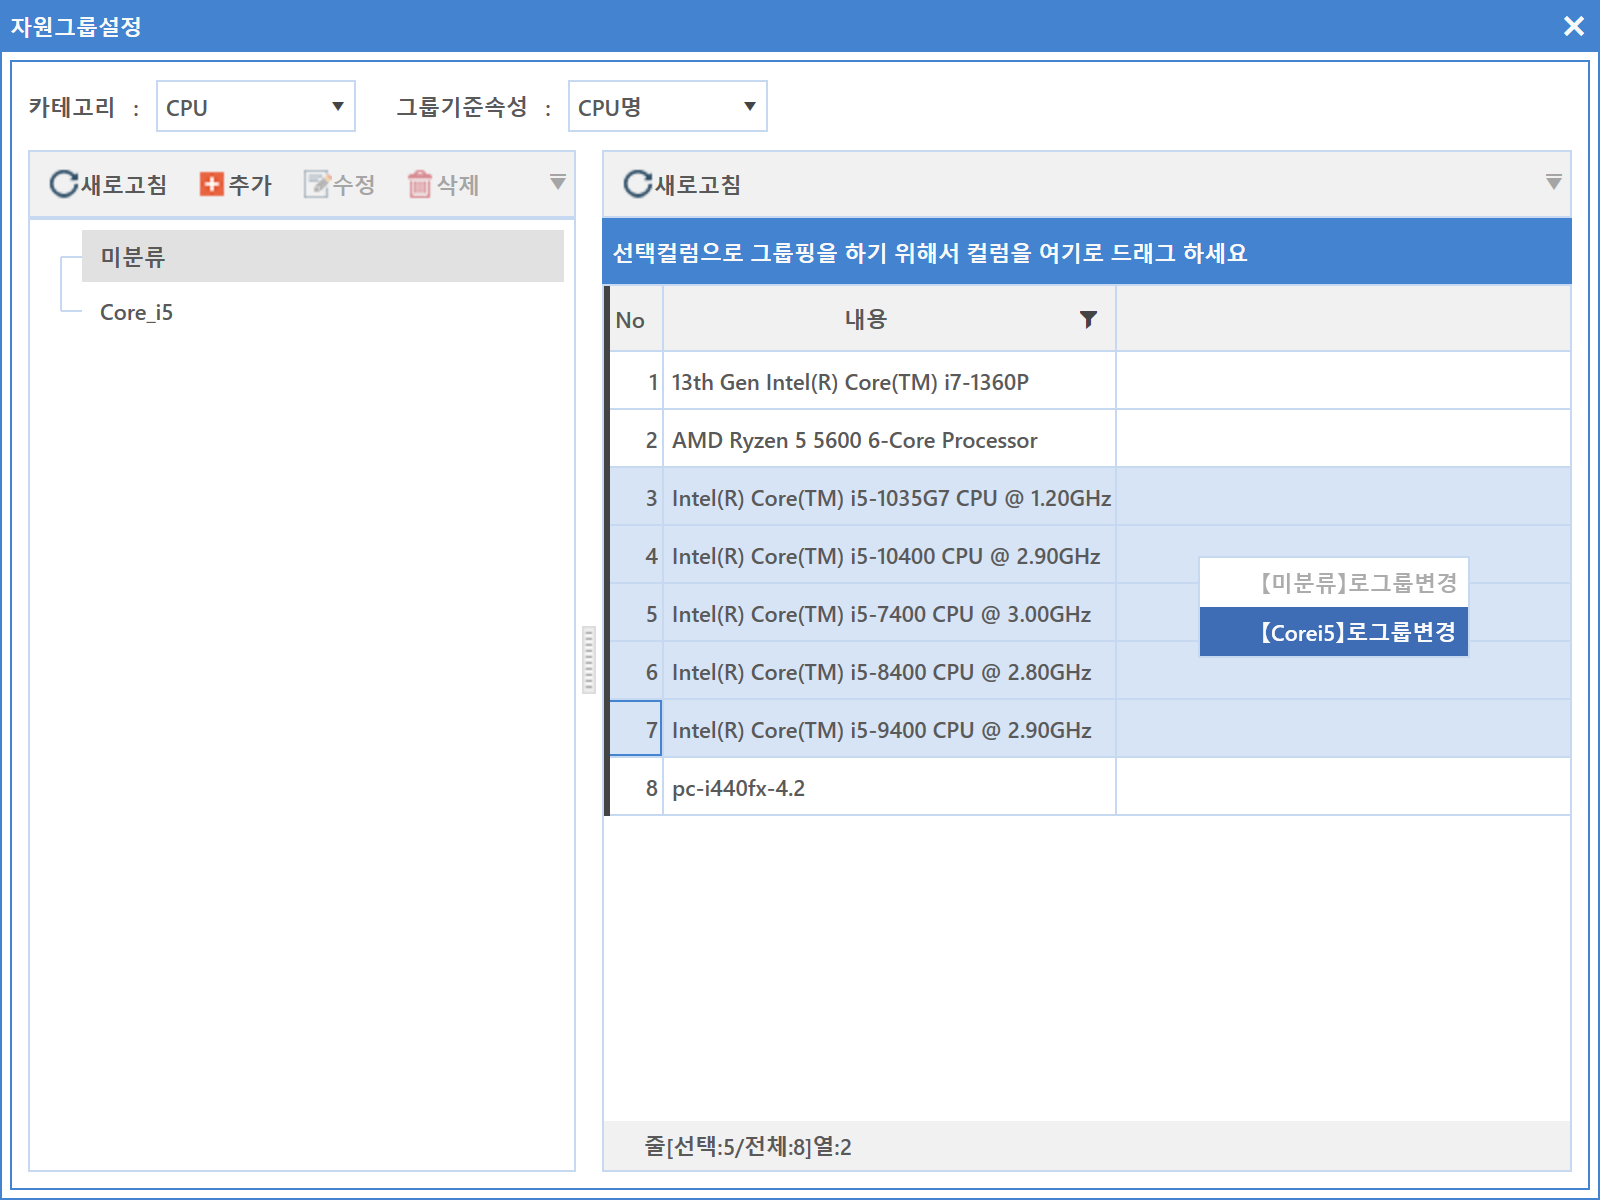 자원그룹설정
카테고리 : CPU 그룹기준속성 : CPU명
새로고침 추가 수정 삭제
새로고침
미분류
Core_i5
선택컬럼으로 그룹핑을 하기 위해서 컬럼을 여기로 드래그 하세요
No 내용
1 13th Gen Intel(R) Core(TM) i7-1360P
2 AMD Ryzen 5 5600 6-Core Processor
3 Intel(R) Core(TM) i5-1035G7 CPU @ 1.20GHz
4 Intel(R) Core(TM) i5-10400 CPU @ 2.90GHz
5 Intel(R) Core(TM) i5-7400 CPU @ 3.00GHz
6 Intel(R) Core(TM) i5-8400 CPU @ 2.80GHz
7 Intel(R) Core(TM) i5-9400 CPU @ 2.90GHz
8 pc-i440fx-4.2
【미분류】로그룹변경
【Corei5】로그룹변경
줄[선택:5/전체:8]열:2